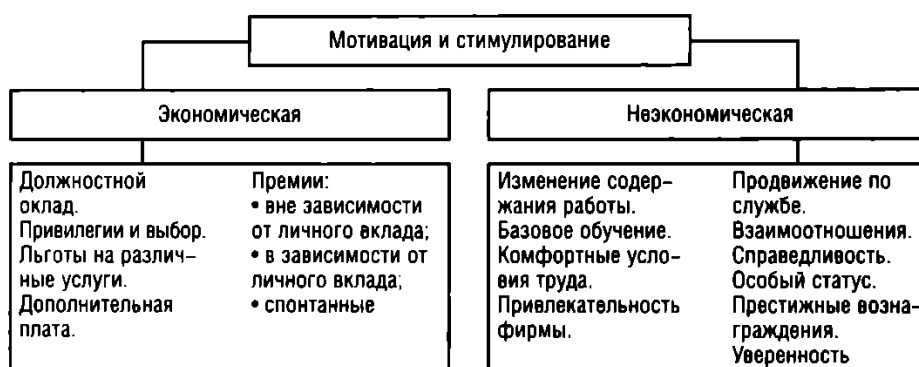 Мотивация и стимулирование
Экономическая
Должностной
оклад.
Привилегии и выбор.
Льготы на различ-
ные услуги.
Дополнительная
плата.
Премии:
• вне зависимости
от личного вклада;
• в зависимости от
личного вклада;
• спонтанные
Неэкономическая
Изменение содер-
жания работы.
Базовое обучение.
Комфортные усло-
вия труда.
Привлекательность
фирмы.
Продвижение по
службе.
Взаимоотношения.
Справедливость.
Особый статус.
Престижные возна-
граждения.
Уверенность